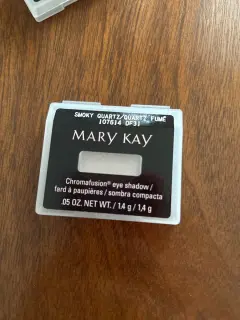 SMOKY QUARTZ/QUARTZ FUMÉ
107614 DF31
MARY KAY
Chromafusion® eye shadow /
fard à paupières / sombra compacta
.05 OZ. NET WT. / 1,4 g / 1,4 g